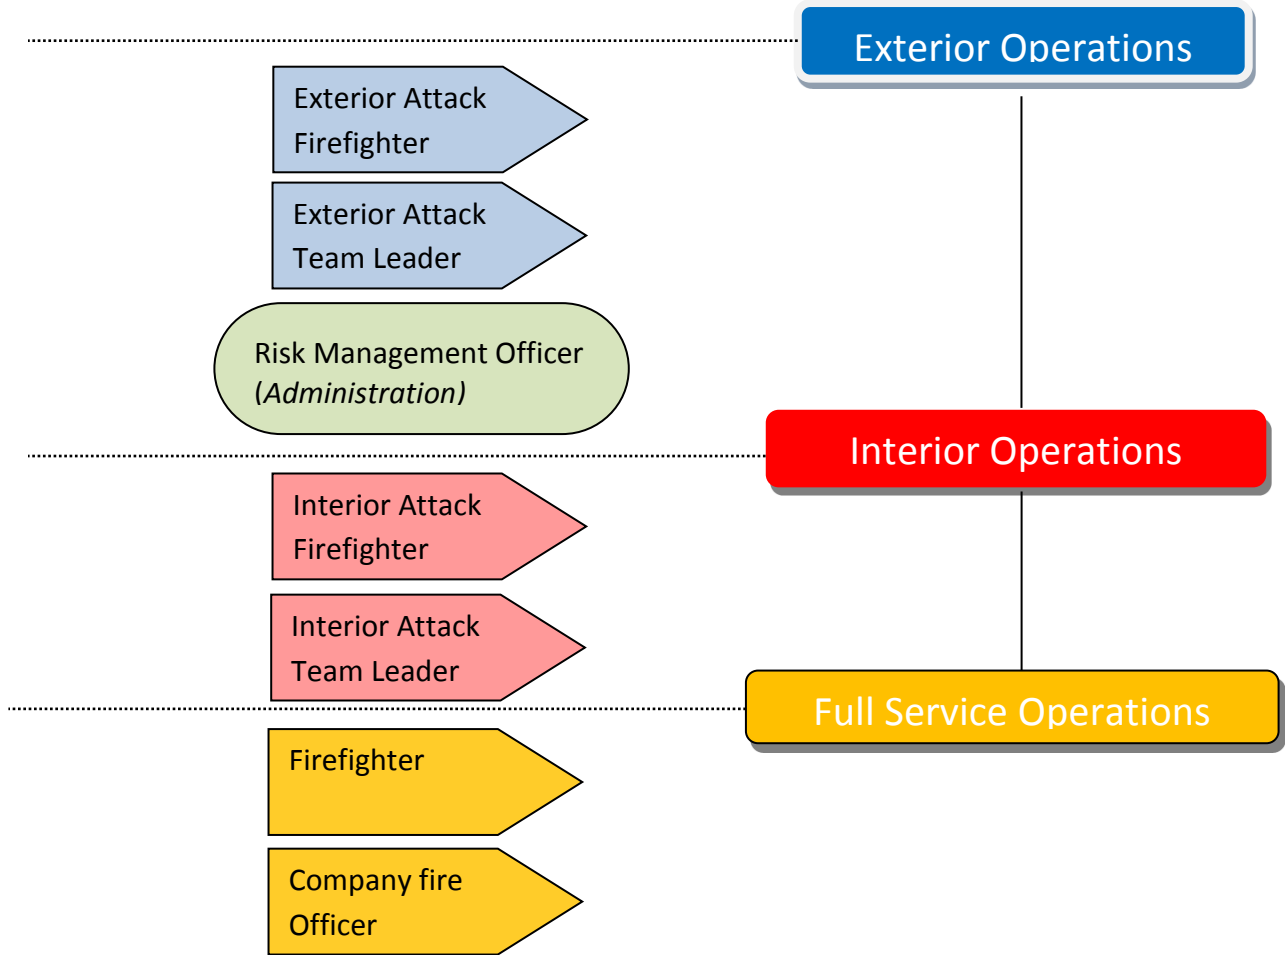 Exterior Operations
Exterior Attack
Firefighter
Exterior Attack
Team Leader
Risk Management Officer
(Administration)
Interior Operations
Interior Attack
Firefighter
Interior Attack
Team Leader
Full Service Operations
Firefighter
Company fire
Officer